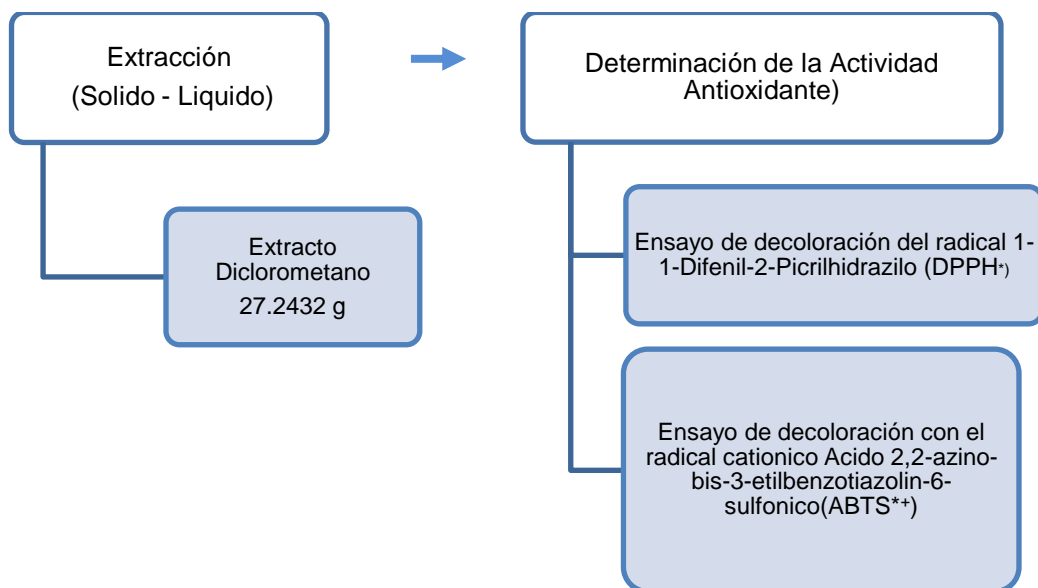 Extracción
(Solido - Liquido)
Extracto
Diclorometano
27.2432 g
Determinación de la Actividad
Antioxidante)
Ensayo de decoloración del radical 1-
1-Difenil-2-Picrilhidrazilo (DPPH*)
Ensayo de decoloración con el
radical cationico Acido 2,2-azino-
bis-3-etilbenzotiazolin-6-
sulfonico(ABTS*+)